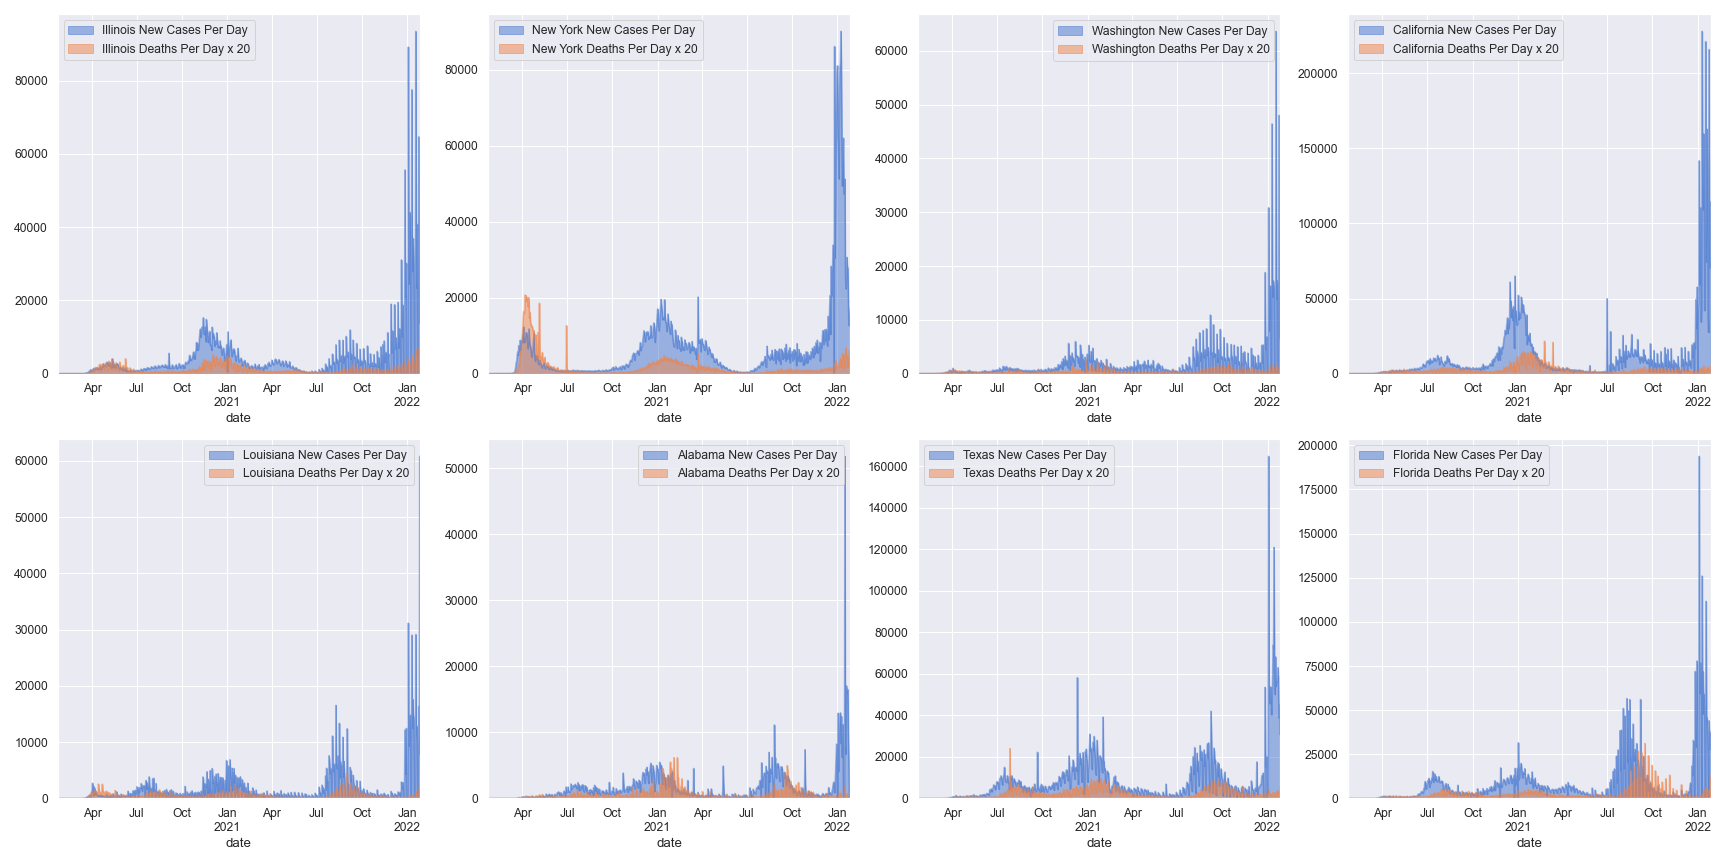 Illinois New Cases Per Day
Illinois Deaths Per Day x 20
80000
60000
40000
20000
0
Apr Jul Oct Jan Apr Jul Oct Jan
2021 2022
date
New York New Cases Per Day
New York Deaths Per Day x 20
80000
60000
40000
20000
0
Apr Jul Oct Jan Apr Jul Oct Jan
2021 2022
date
Washington New Cases Per Day
Washington Deaths Per Day x 20
60000
50000
40000
30000
20000
10000
0
Apr Jul Oct Jan Apr Jul Oct Jan
2021 2022
date
California New Cases Per Day
California Deaths Per Day x 20
200000
150000
100000
50000
0
Apr Jul Oct Jan Apr Jul Oct Jan
2021 2022
date
Louisiana New Cases Per Day
Louisiana Deaths Per Day x 20
60000
50000
40000
30000
20000
10000
0
Apr Jul Oct Jan Apr Jul Oct Jan
2021 2022
date
Alabama New Cases Per Day
Alabama Deaths Per Day x 20
50000
40000
30000
20000
10000
0
Apr Jul Oct Jan Apr Jul Oct Jan
2021 2022
date
Texas New Cases Per Day
Texas Deaths Per Day x 20
160000
140000
120000
100000
80000
60000
40000
20000
0
Apr Jul Oct Jan Apr Jul Oct Jan
2021 2022
date
Florida New Cases Per Day
Florida Deaths Per Day x 20
200000
175000
150000
125000
100000
75000
50000
25000
0
Apr Jul Oct Jan Apr Jul Oct Jan
2021 2022
date